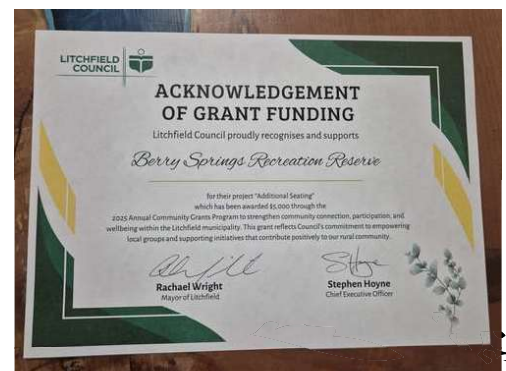 LITCHFIELD
COUNCIL
ACKNOWLEDGEMENT
OF GRANT FUNDING
Litchfield Council proudly recognises and supports
Berry Springs Recreation Reserve
for their project "Additional Seating"
which has been awarded $5,000 through the
2025 Annual Community Grants Program to strengthen community connection, participation, and
wellbeing within the Litchfield municipality. This grant reflects Council's commitment to empowering
local groups and supporting initiatives that contribute positively to our rural community.
Rachael Wright
Mayor of Litchfield
Stephen Hoyne
Chief Executive Officer